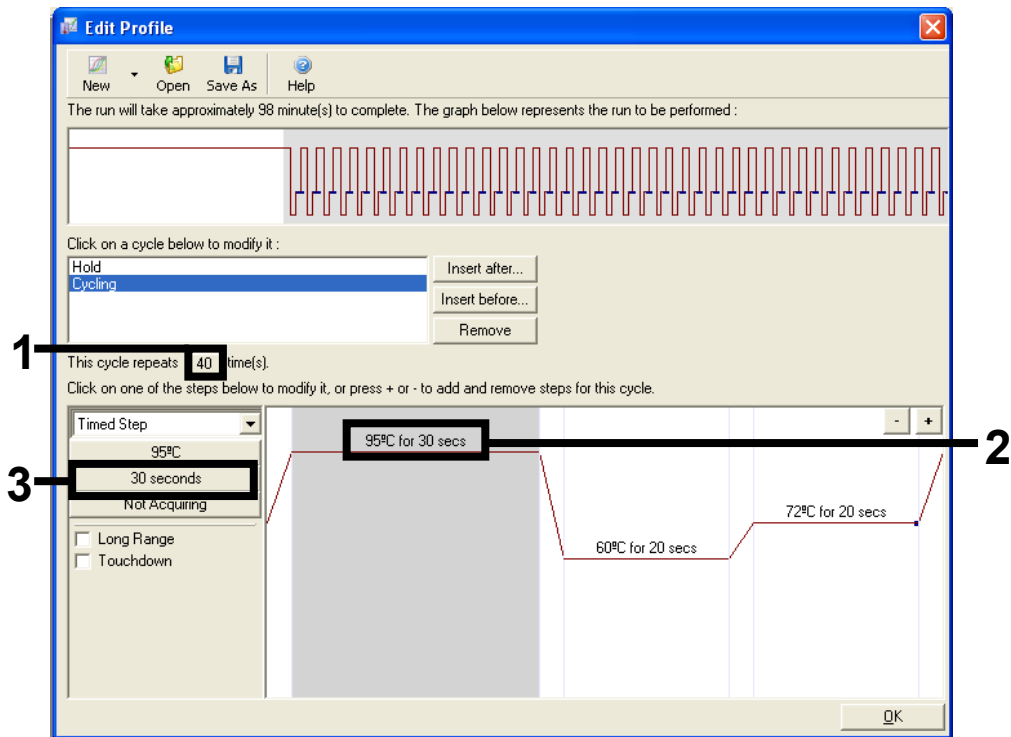 Edit Profile
New Open Save As Help
The run will take approximately 98 minute(s) to complete. The graph below represents the run to be performed :
Click on a cycle below to modify it :
Hold
Cycling
Insert after...
Insert before...
Remove
1
This cycle repeats 40 time(s).
Click on one of the steps below to modify it, or press + or - to add and remove steps for this cycle.
Timed Step
- +
95ºC
95ºC for 30 secs
2
3
30 seconds
Not Acquiring
72ºC for 20 secs
Long Range
60ºC for 20 secs
Touchdown
OK